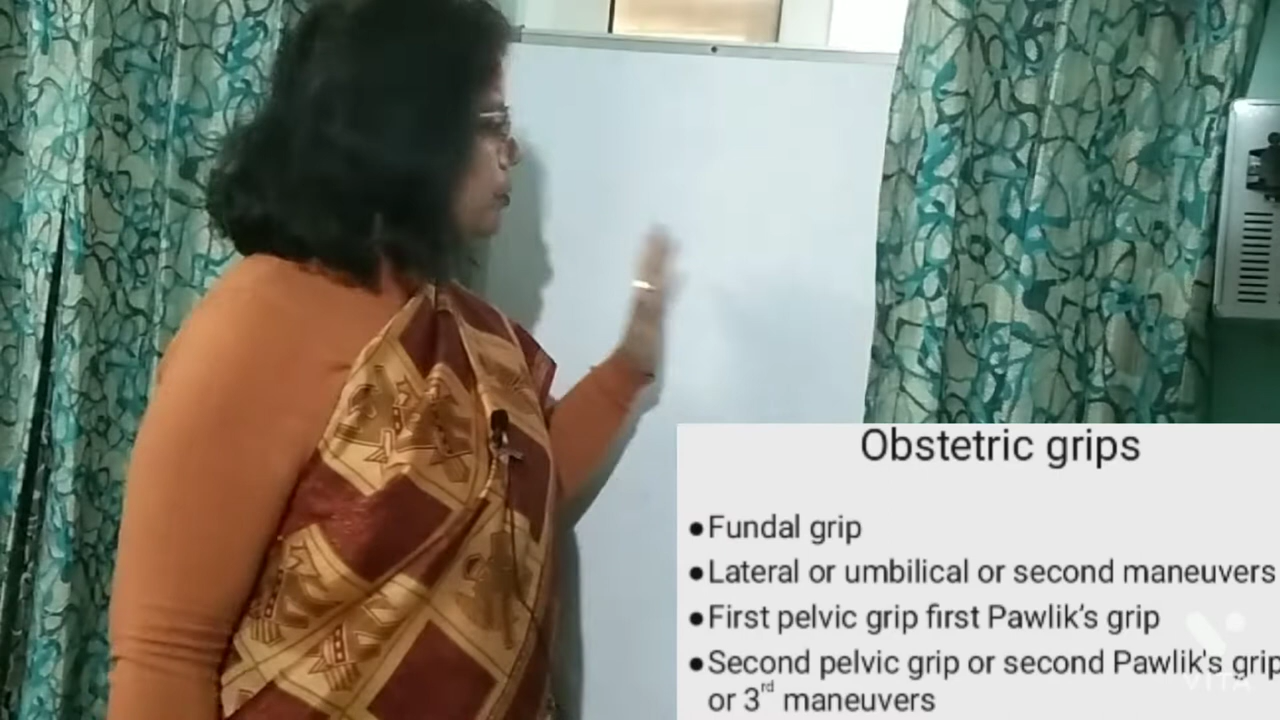 Obstetric grips
●Fundal grip
●Lateral or umbilical or second maneuvers
●First pelvic grip first Pawlik’s grip
●Second pelvic grip or second Pawlik's grip
or 3rd maneuvers
VITA